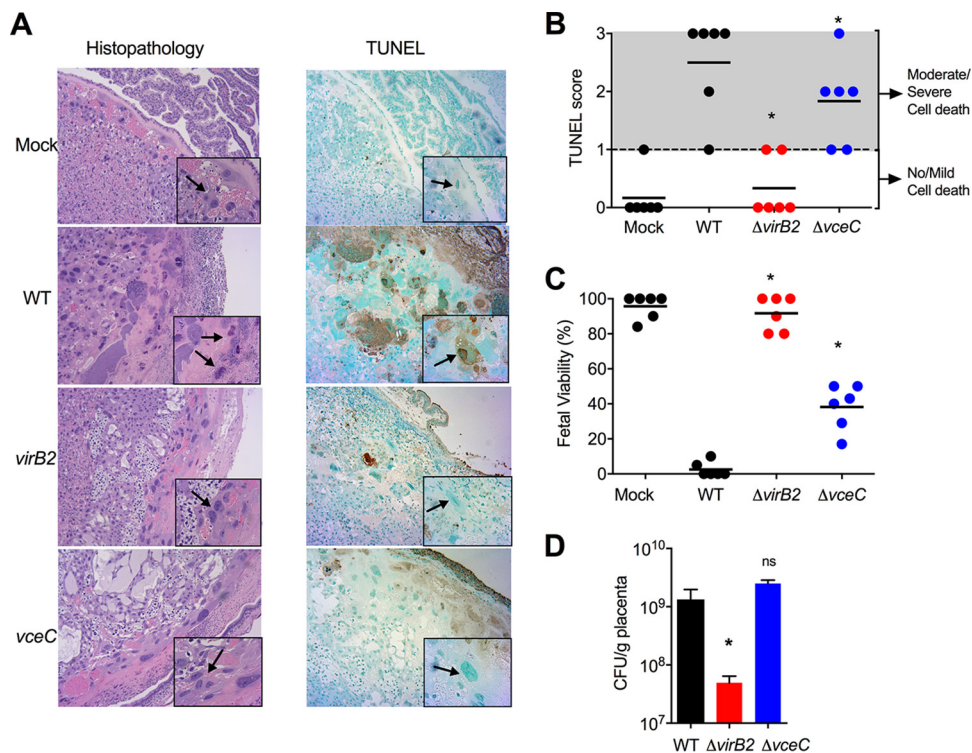 A
Histopathology
TUNEL
Mock
WT
virB2
vceC
B
TUNEL score
3
2
1
0
*
*
Moderate/
Severe
Cell death
No/Mild
Cell death
Mock
WT
ΔvirB2
ΔvceC
C
Fetal Viability (%)
100
80
60
40
20
0
*
*
Mock
WT
ΔvirB2
ΔvceC
D
CFU/g placenta
10^10
10^9
10^8
10^7
*
ns
WT
ΔvirB2
ΔvceC